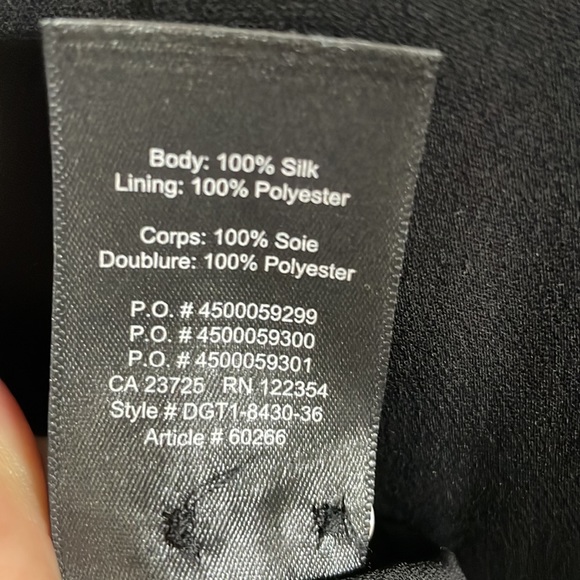 Body: 100% Silk
Lining: 100% Polyester
Corps: 100% Soie
Doublure: 100% Polyester
P.O. # 4500059299
P.O. # 4500059300
P.O. # 4500059301
CA 23725 RN 122354
Style # DGT1-8430-36
Article # 60266